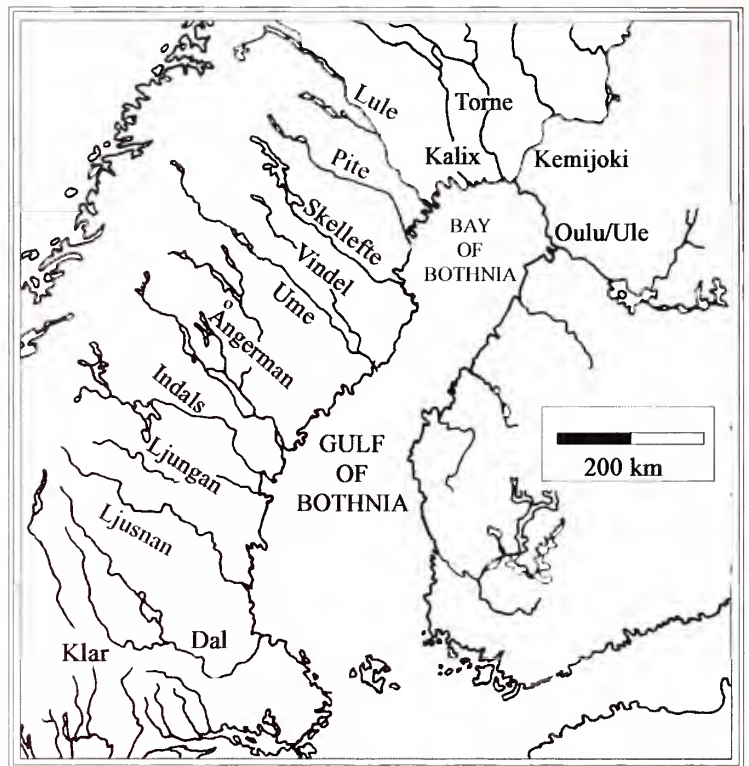 Lule
Torne
Pite
Kalix
Kemijoki
Skellefte
BAY
OF
BOTHNIA
Oulu/Ule
Vindel
Ume
Ångerman
Indals
Ljungan
GULF
OF
BOTHNIA
200 km
Ljusnan
Dal
Klar